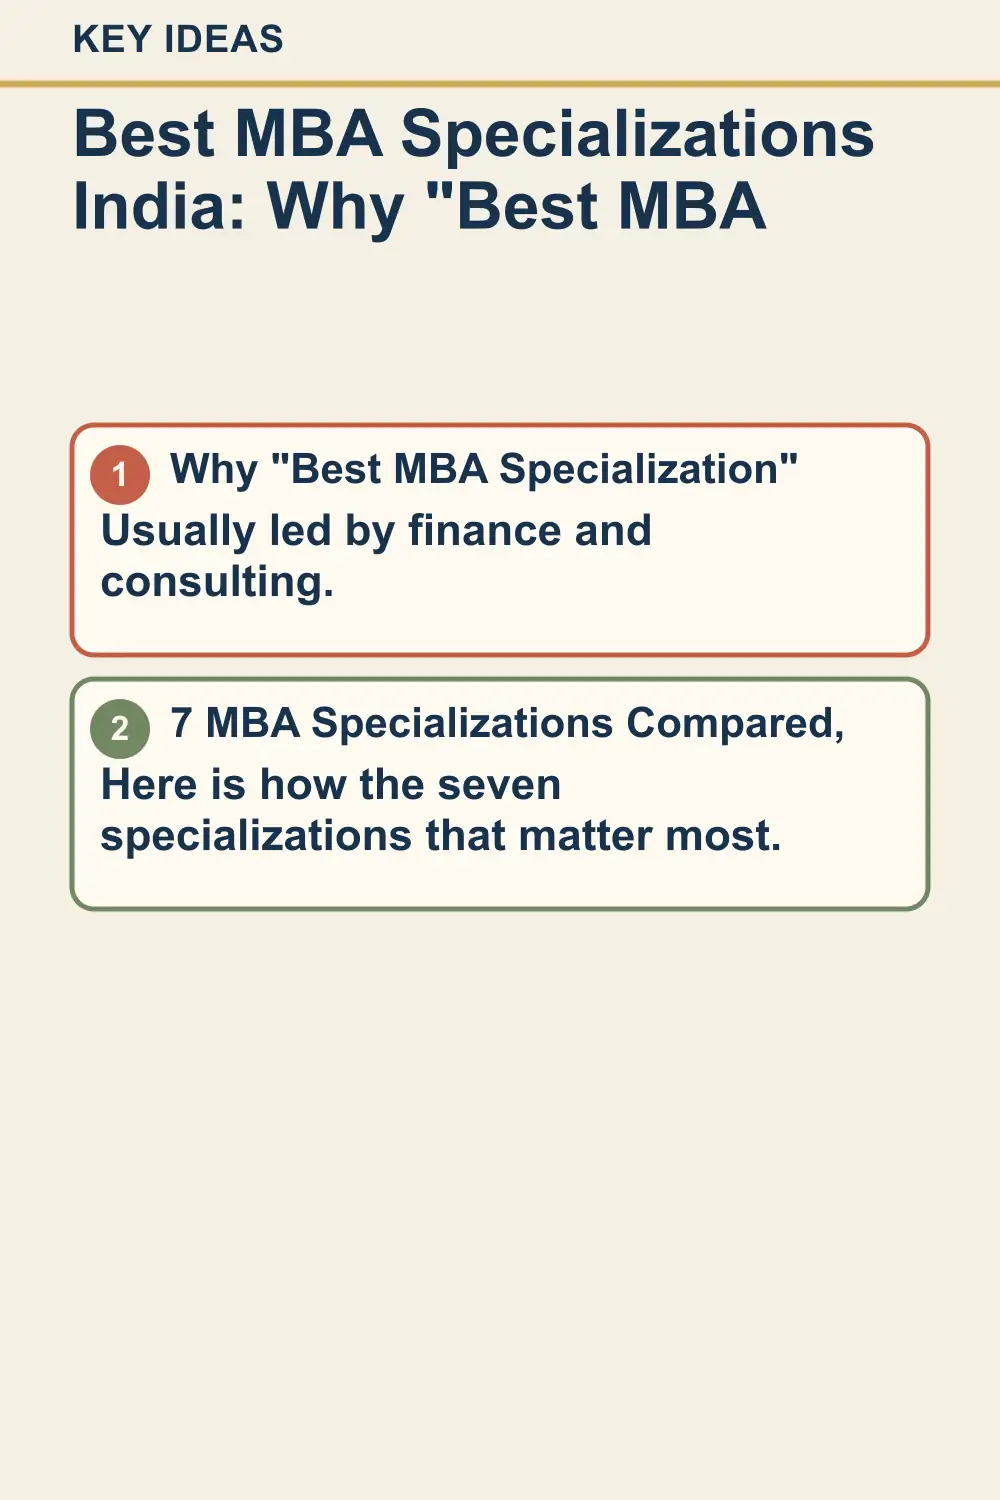 KEY IDEAS
Best MBA Specializations
India: Why "Best MBA
1 Why "Best MBA Specialization"
Usually led by finance and
consulting.
2 7 MBA Specializations Compared,
Here is how the seven
specializations that matter most.